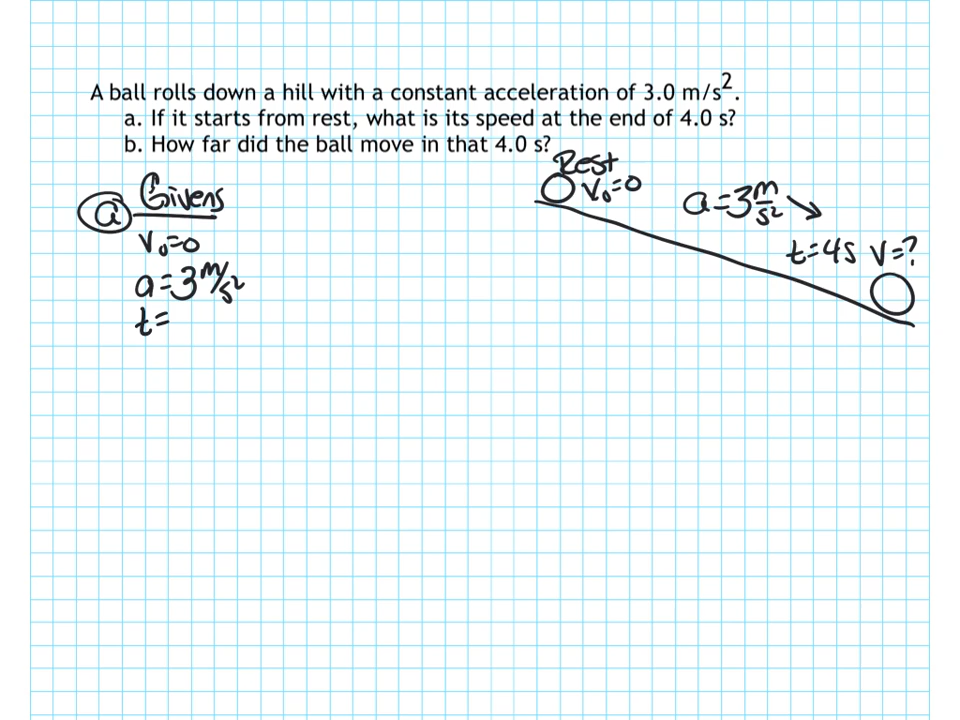 A ball rolls down a hill with a constant acceleration of 3.0 m/s².
a. If it starts from rest, what is its speed at the end of 4.0 s?
b. How far did the ball move in that 4.0 s?
Rest
V₀=0
a=3 m/s²
t=4s V=?
a Givens
V₀=0
a=3 m/s²
t=